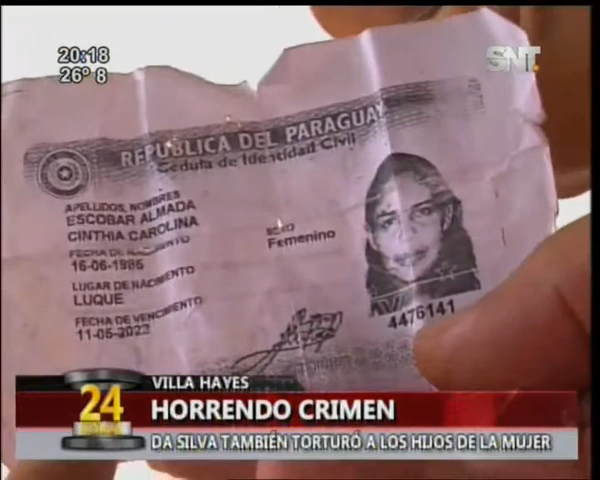 20:18
26° 8
SNT.
REPUBLICA DEL PARAGUAY
Cedula de Identidad Civil
APELLIDOS, NOMBRES
ESCOBAR ALMADA
CINTHIA CAROLINA
FECHA DE NACIMIENTO
16-06-1985
SEXO
Femenino
LUGAR DE NACIMIENTO
LUQUE
FECHA DE VENCIMIENTO
11-05-2022
4476141
24
VILLA HAYES
HORRENDO CRIMEN
DA SILVA TAMBIÉN TORTURÓ A LOS HIJOS DE LA MUJER